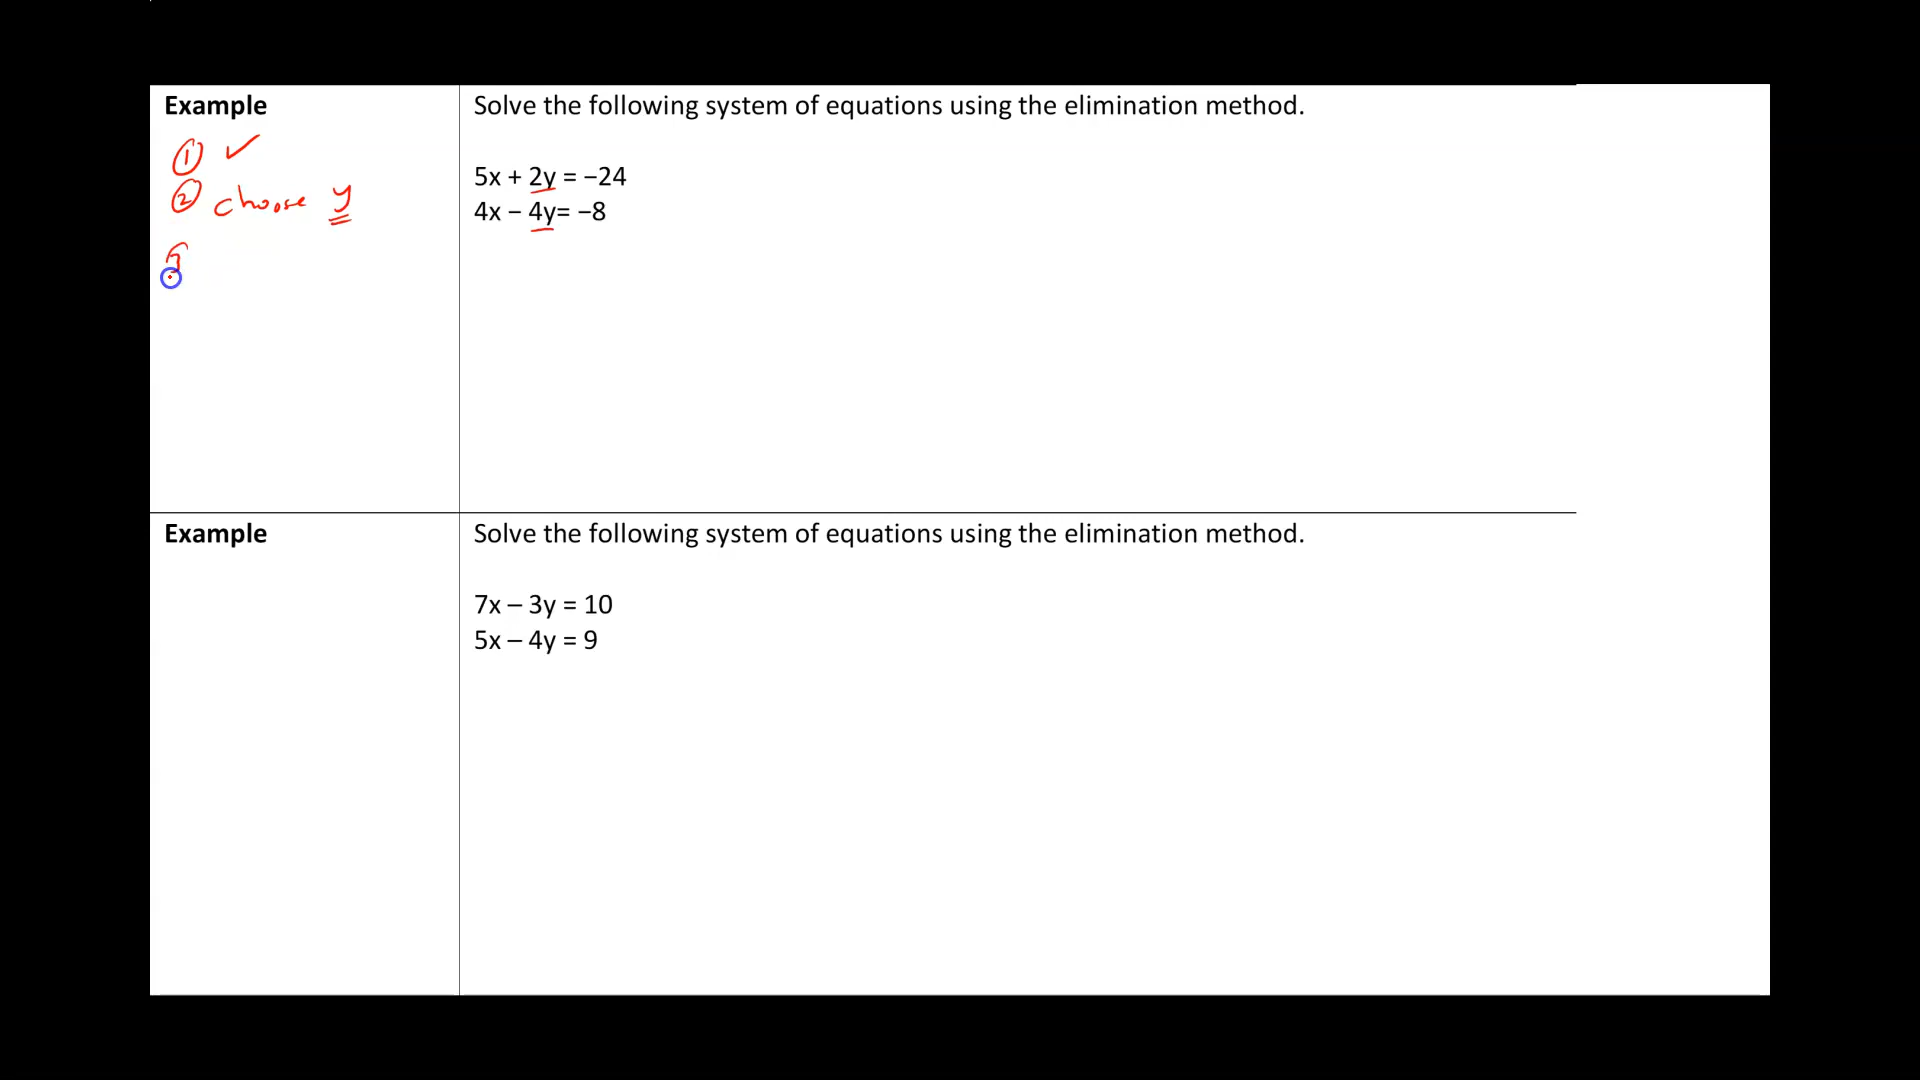 Example
① ✓
② choose y
Solve the following system of equations using the elimination method.
5x + 2y = −24
4x − 4y= −8
Example
Solve the following system of equations using the elimination method.
7x – 3y = 10
5x – 4y = 9